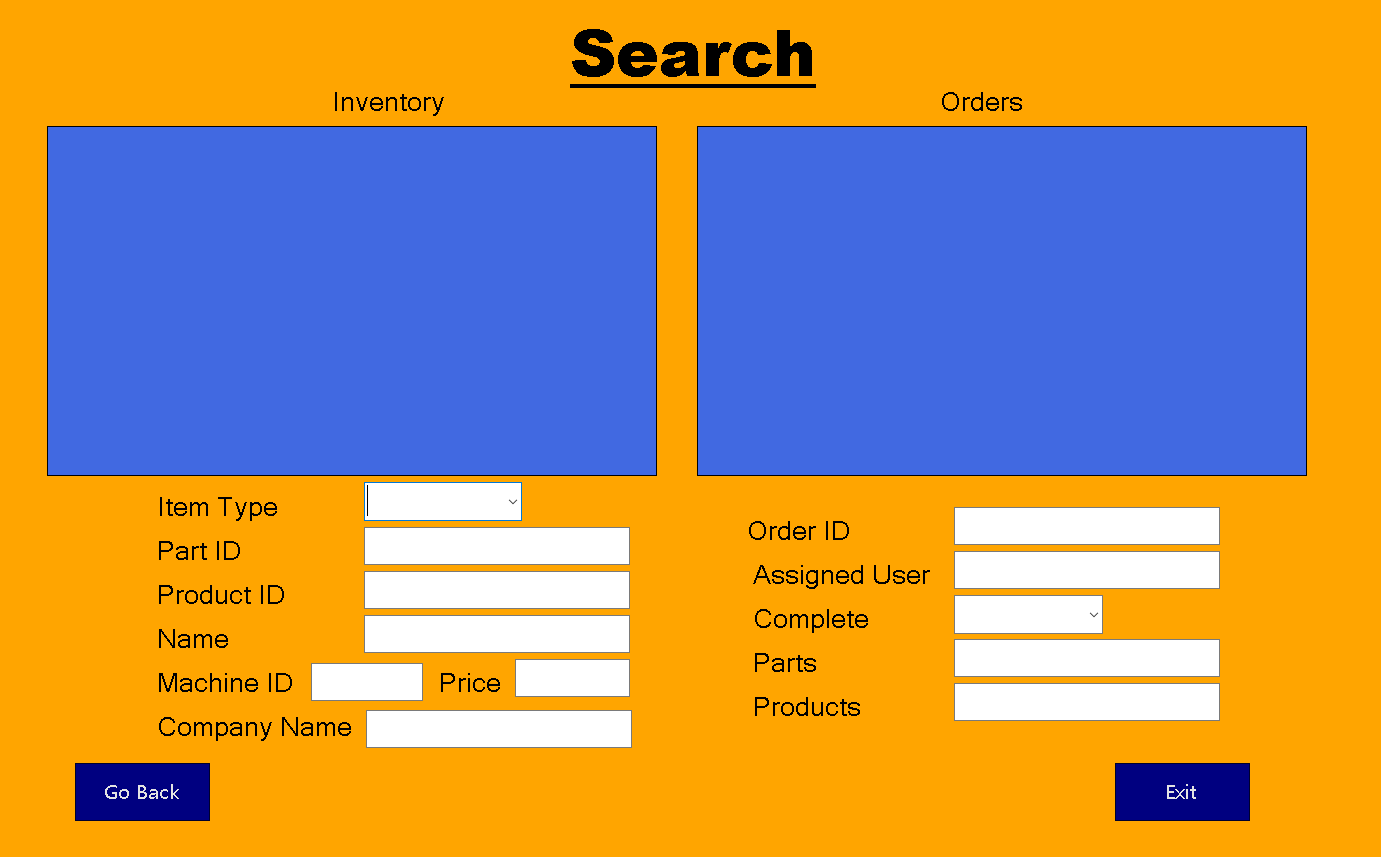 Search
Inventory
Orders
Item Type
Part ID
Product ID
Name
Machine ID Price
Company Name
Order ID
Assigned User
Complete
Parts
Products
Go Back
Exit